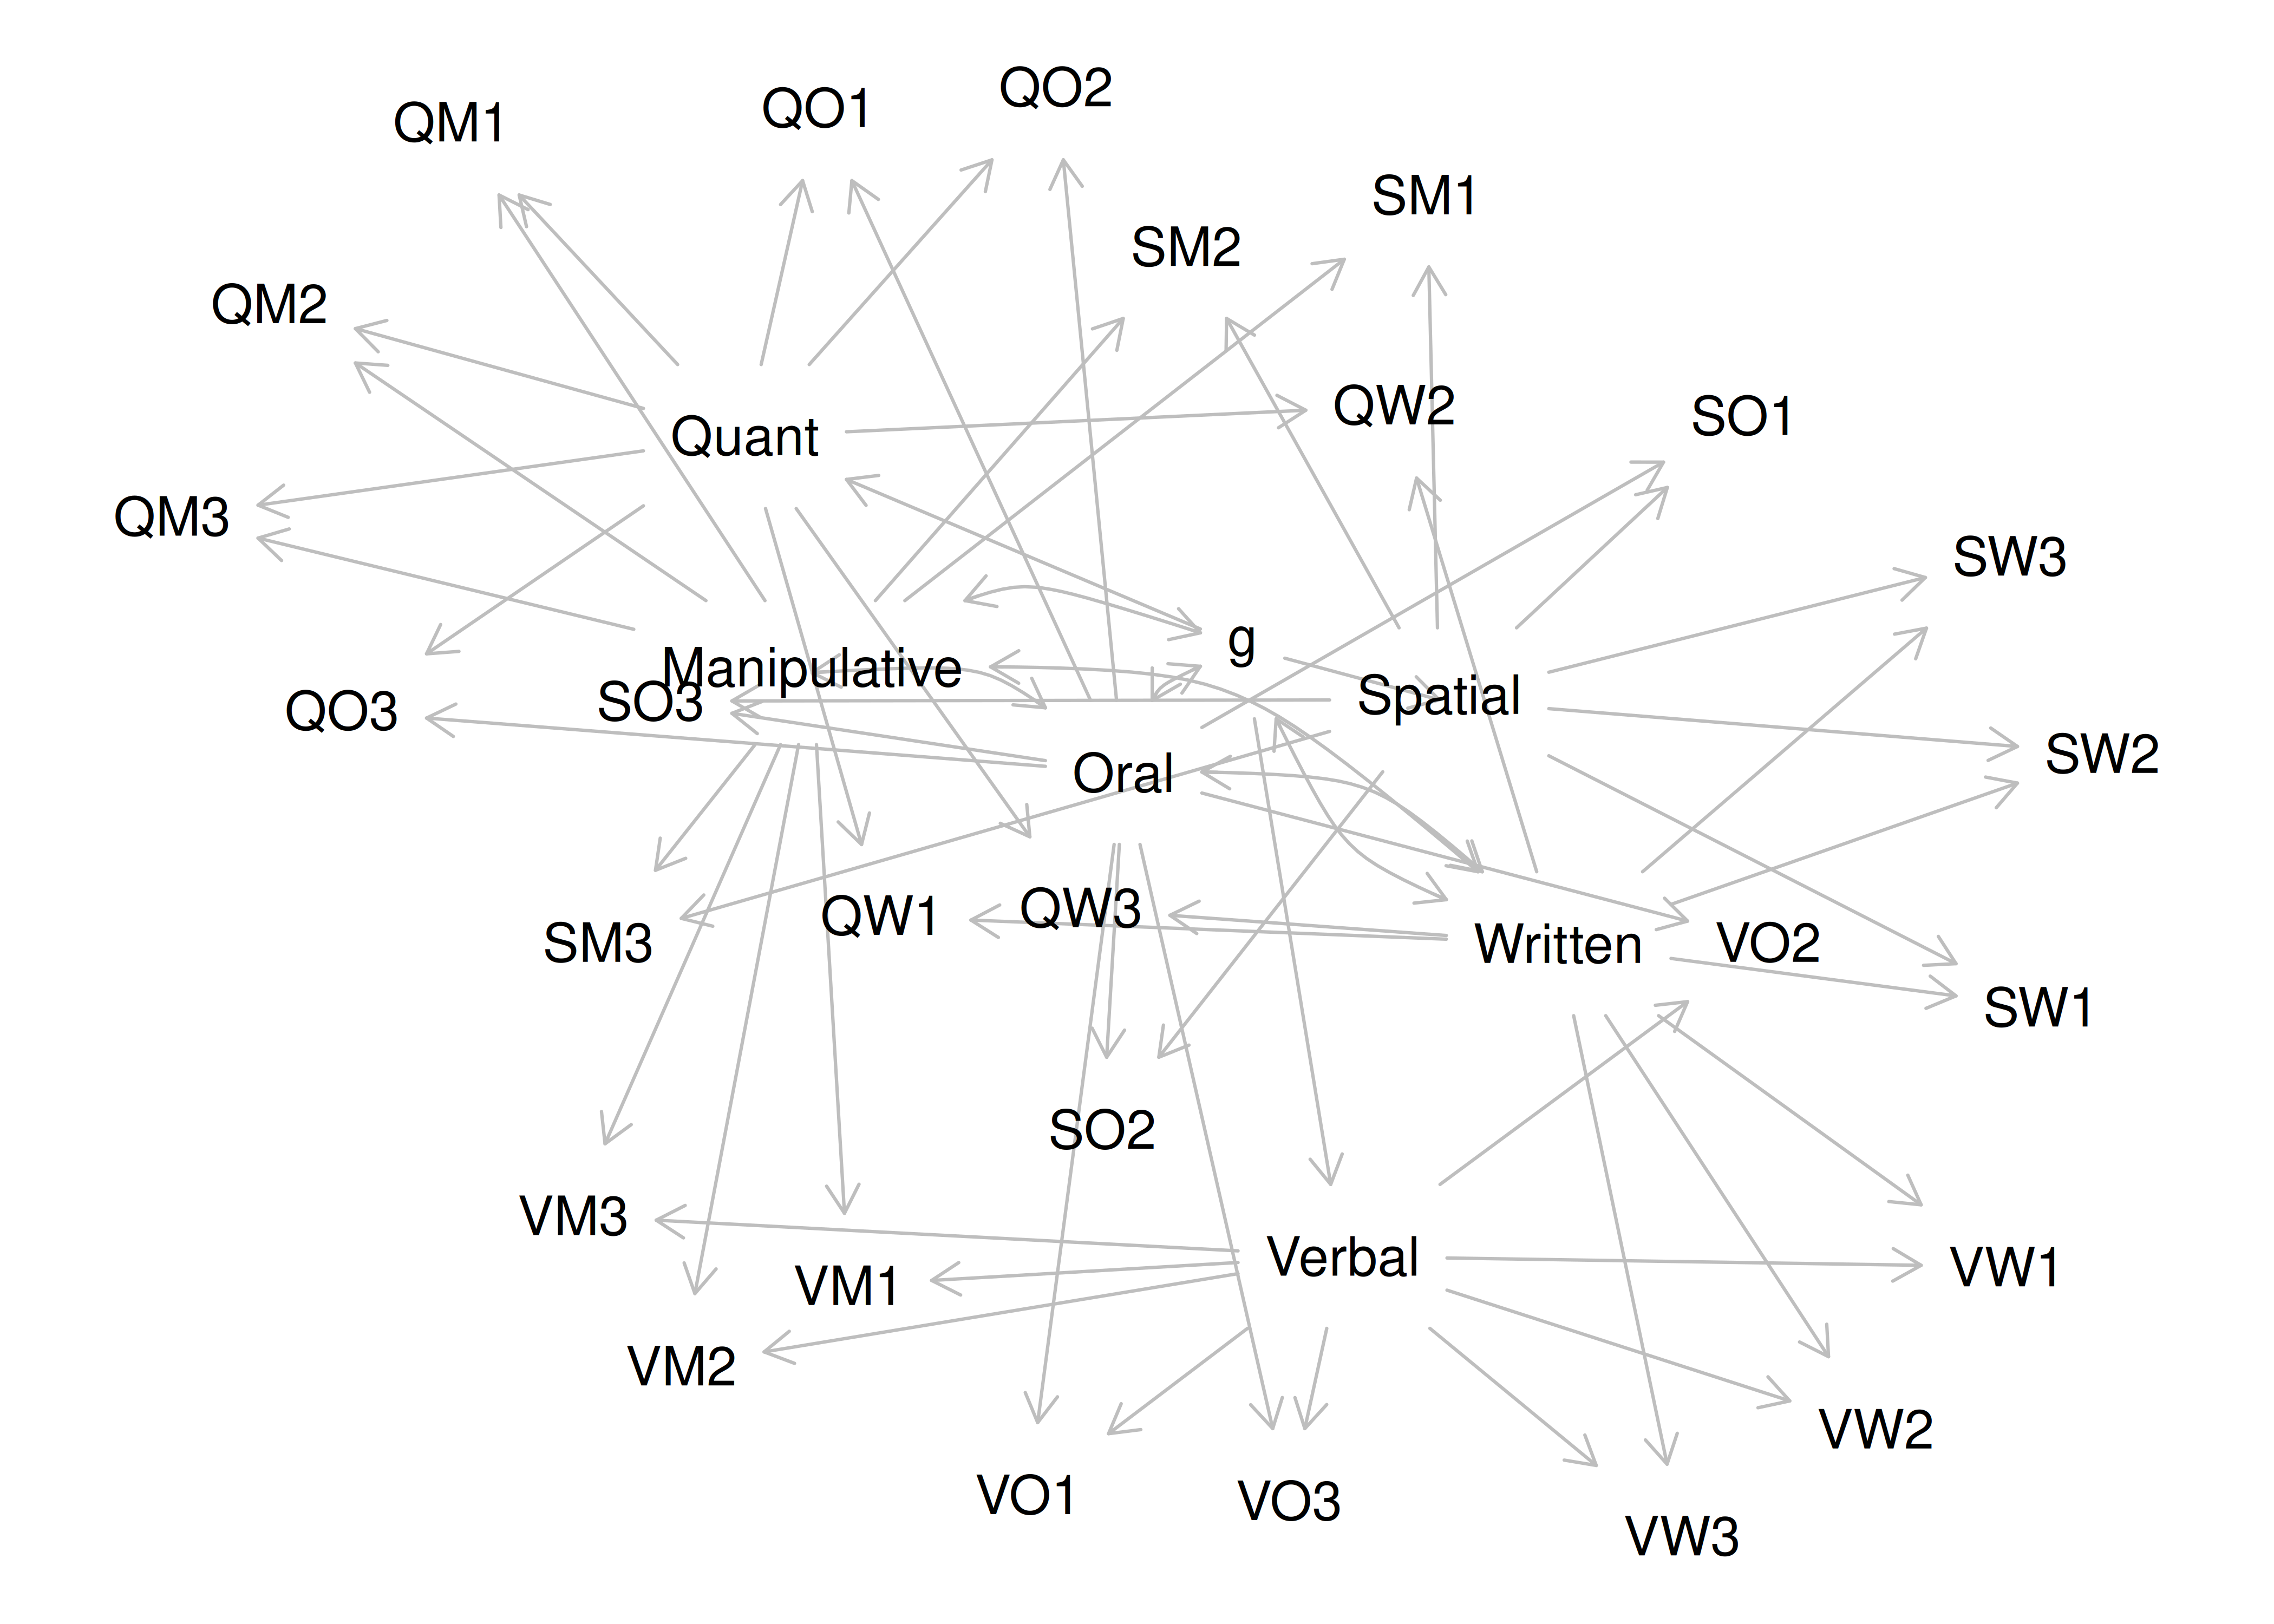 QO2
QO1
QM1
SM1
SM2
QM2
QW2
SO1
Quant
QM3
SW3
g
Manipulative
Spatial
SO3
QO3
SW2
Oral
QW3
QW1
SM3
Written
VO2
SW1
SO2
VM3
Verbal
VW1
VM1
VM2
VW2
VO1
VO3
VW3